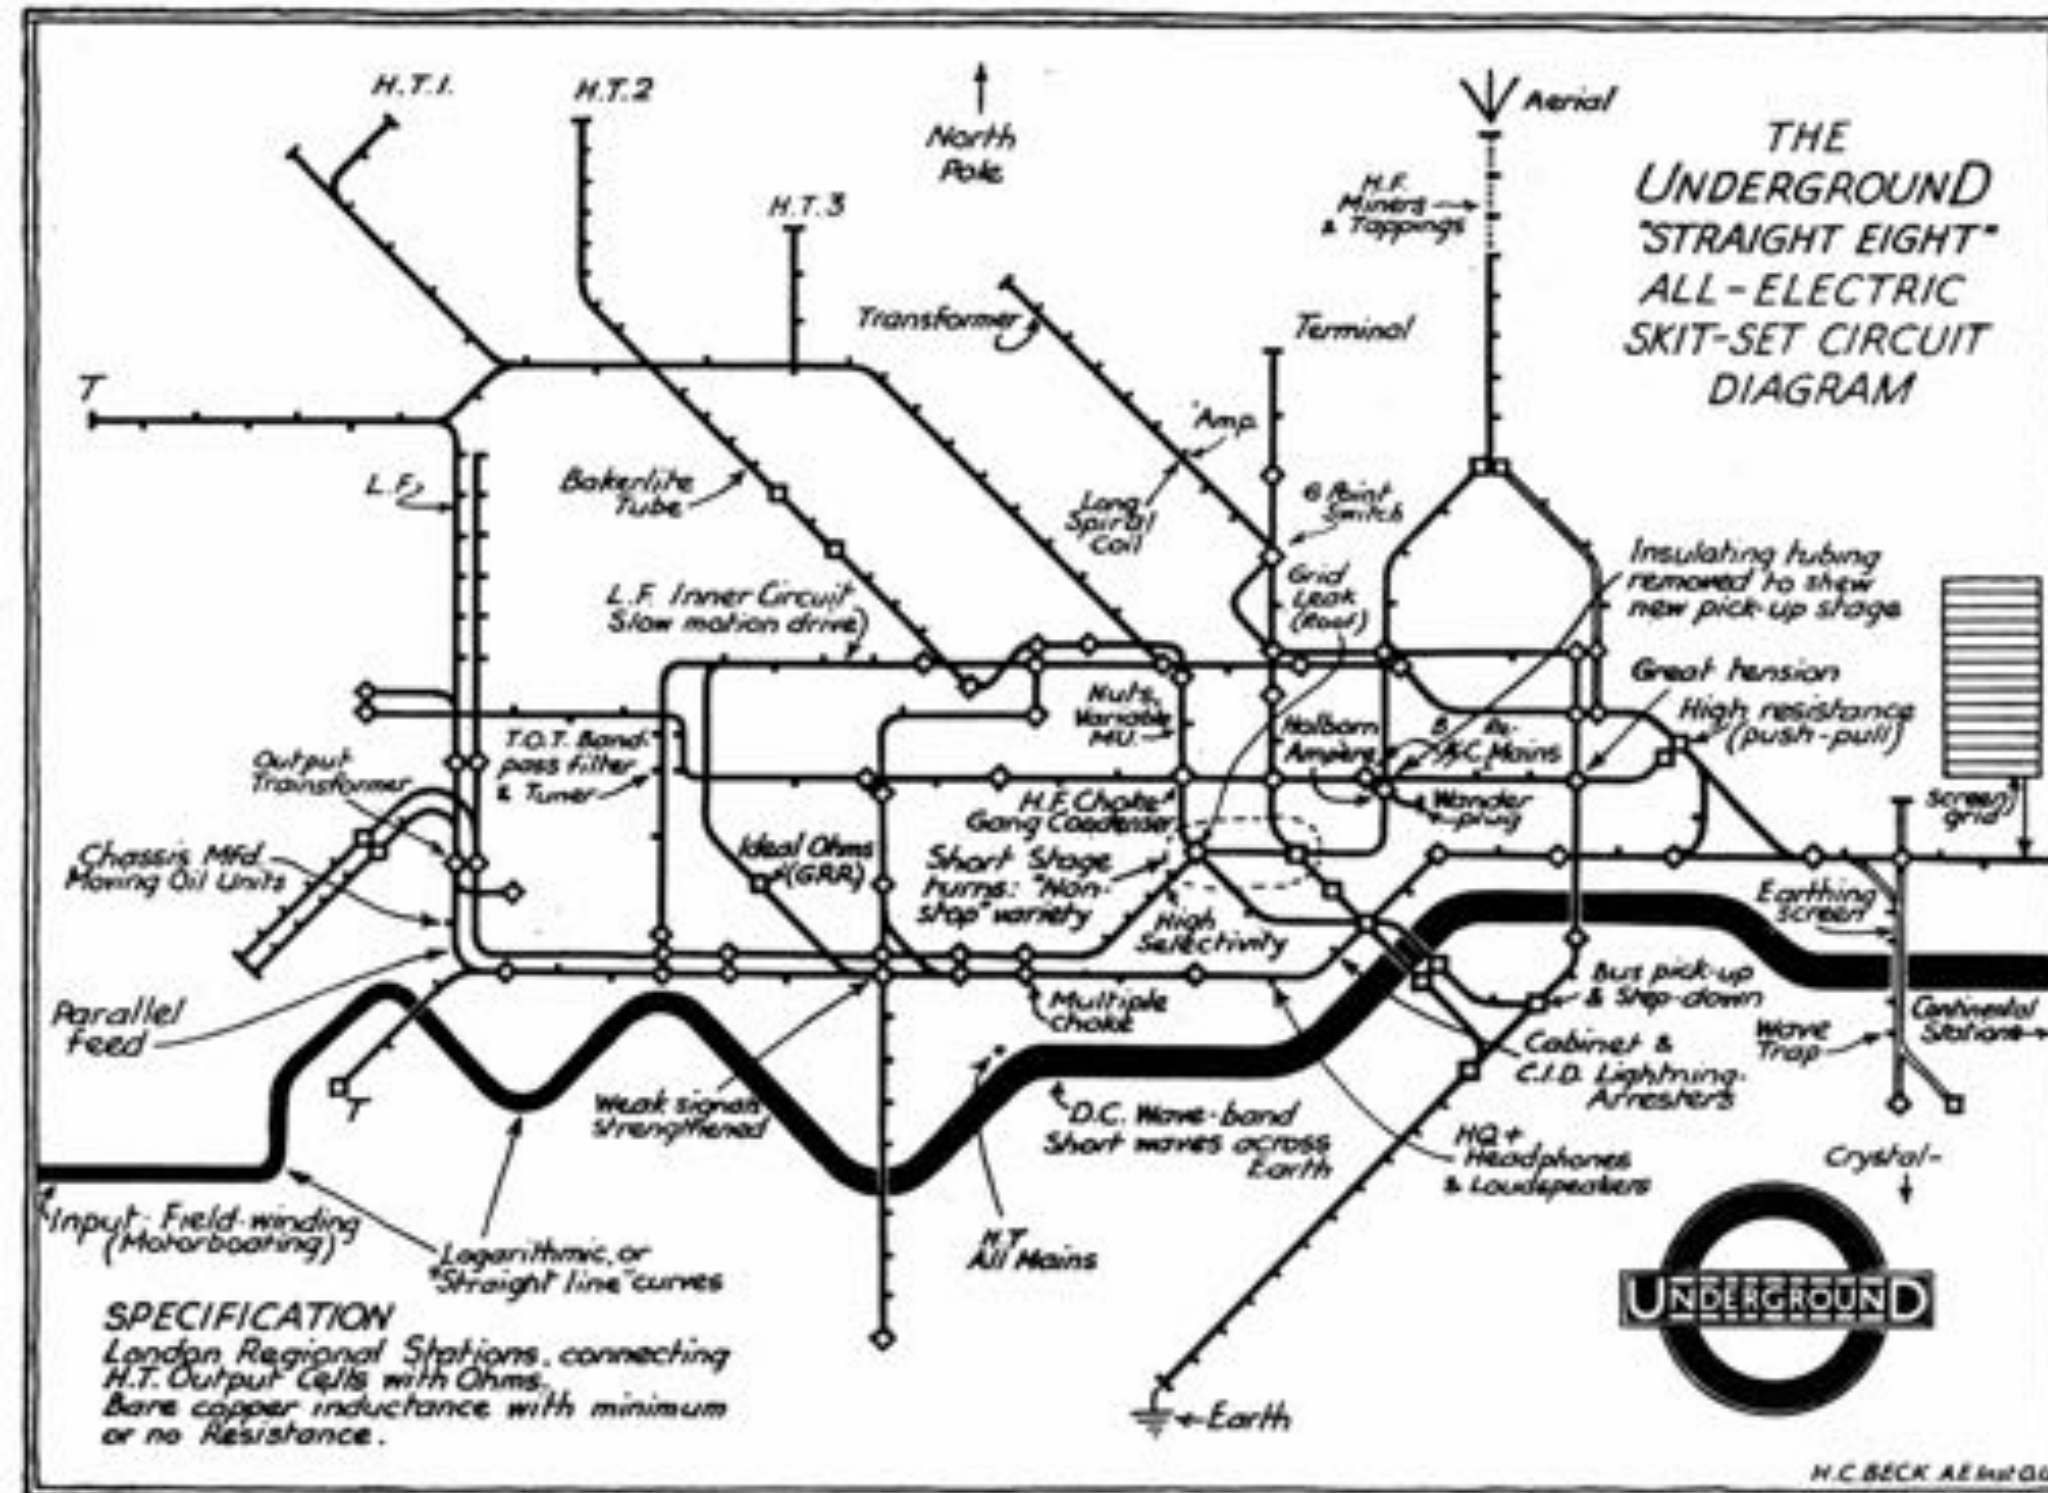 H.T.1.
H.T.2
North
Pole
H.T.3
Aerial
H.F.
Miners
& Tappings
THE
UNDERGROUND
"STRAIGHT EIGHT"
ALL-ELECTRIC
SKIT-SET CIRCUIT
DIAGRAM
Transformer
Terminal
T
Amp.
L.F.
Bakerlite
Tube
Long
Spiral
Coil
6 Point
Switch
Grid
Leak
(Roof)
Insulating tubing
removed to shew
new pick-up stage
L.F. Inner Circuit
Slow motion drive)
Great tension
High resistance
(push-pull)
Nuts,
Variable
MU.
Holborn
Ampère
A.C. Mains
T.O.T. Band-
pass filter
& Tuner
Output
Transformer
H.F. Choke
Gang Condenser
Wander
plug
Screen
grid
Chassis Mfd.
Moving Oil Units
Ideal Ohms
(GRR)
Short Stage
turns: "Non-
stop" variety
High
Selectivity
Earthing
screen
Parallel
feed
Multiple
choke
Bus pick-up
& Step-down
Wave
Trap
Continental
Stations
Cabinet &
C.I.D. Lightning-
Arresters
T
Weak signals
strengthened
D.C. Wave-band
Short waves across
Earth
HQ+
Headphones
& Loudspeakers
Crystal-
Input: Field-winding
(Motorboating)
Logarithmic, or
"Straight line" curves
H.T.
All Mains
UNDERGROUND
SPECIFICATION
London Regional Stations, connecting
H.T. Output Cells with Ohms.
Bare copper inductance with minimum
or no Resistance.
Earth
H.C. BECK